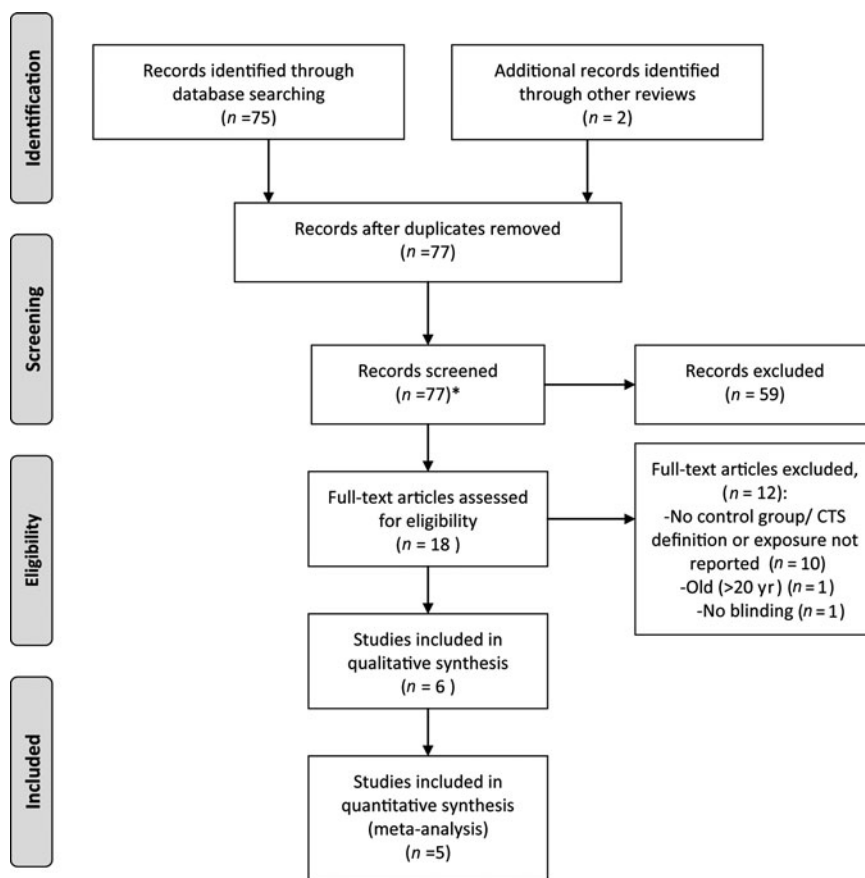 Identification
Records identified through
database searching
(n =75)
Additional records identified
through other reviews
(n = 2)
Records after duplicates removed
(n =77)
Screening
Records screened
(n =77)*
Records excluded
(n = 59)
Eligibility
Full-text articles assessed
for eligibility
(n = 18 )
Full-text articles excluded,
(n = 12):
-No control group/ CTS
definition or exposure not
reported (n = 10)
-Old (>20 yr) (n = 1)
-No blinding (n = 1)
Studies included in
qualitative synthesis
(n = 6 )
Included
Studies included in
quantitative synthesis
(meta-analysis)
(n =5)